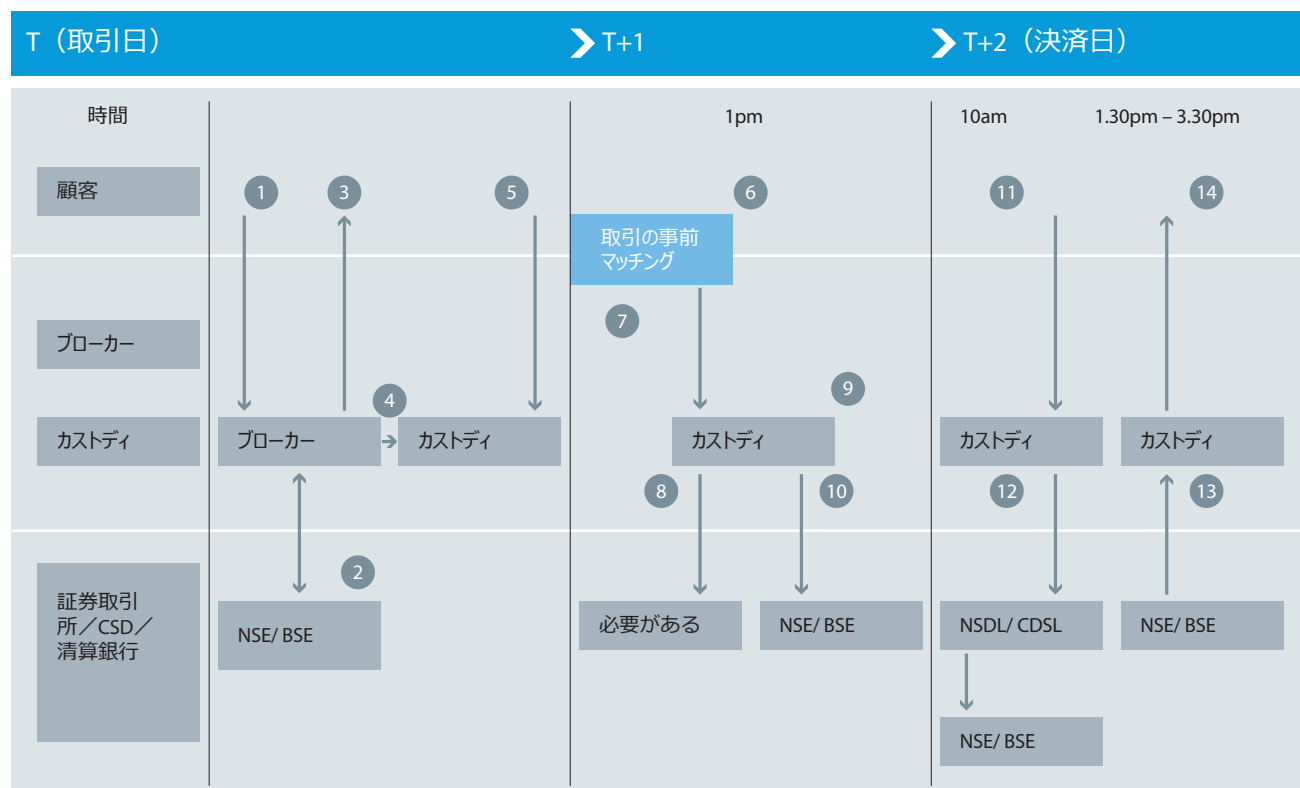 T（取引日）
T+1
T+2（決済日）
時間
1pm
10am
1.30pm – 3.30pm
顧客
1
3
5
6
11
14
取引の事前
マッチング
7
ブローカー
4
9
カストディ
ブローカー
カストディ
カストディ
カストディ
カストディ
8
10
12
13
2
証券取引
所／CSD／
清算銀行
NSE/ BSE
必要がある
NSE/ BSE
NSDL/ CDSL
NSE/ BSE
NSE/ BSE